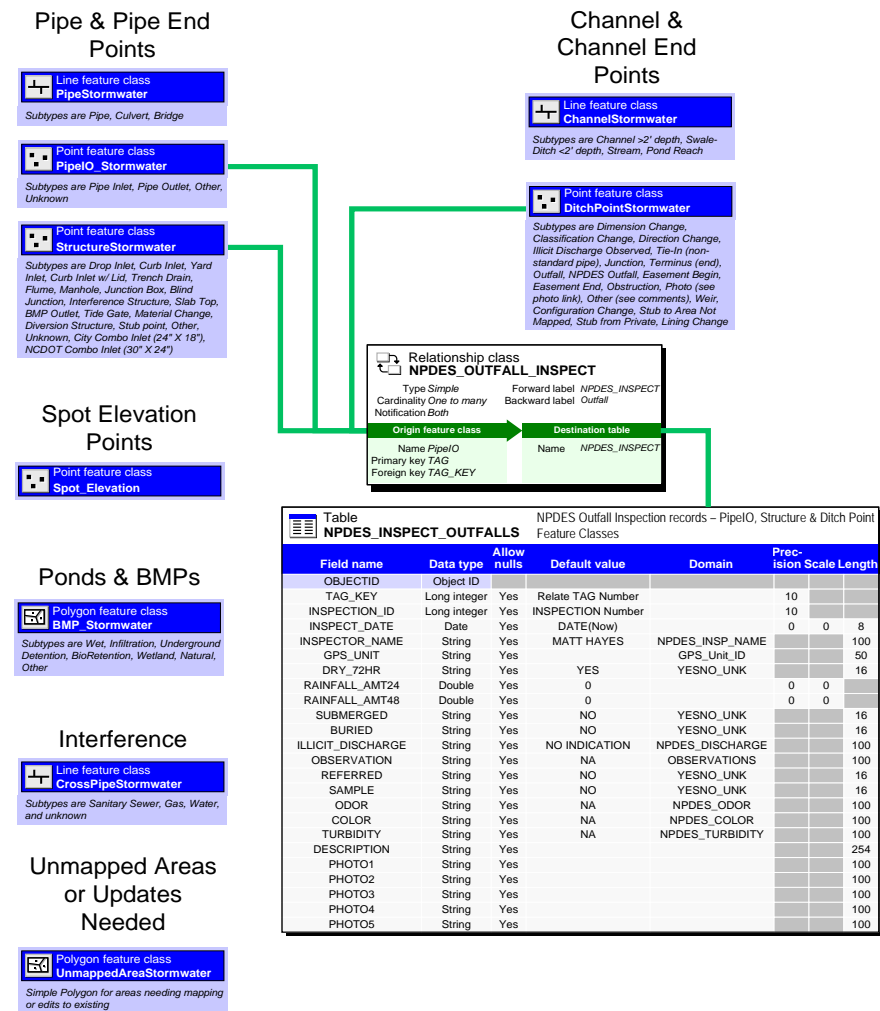 Pipe & Pipe End
Points
Line feature class
PipeStormwater
Subtypes are Pipe, Culvert, Bridge
Point feature class
PipeIO_Stormwater
Subtypes are Pipe Inlet, Pipe Outlet, Other,
Unknown
Point feature class
StructureStormwater
Subtypes are Drop Inlet, Curb Inlet, Yard
Inlet, Curb Inlet w/ Lid, Trench Drain,
Flume, Manhole, Junction Box, Blind
Junction, Interference Structure, Slab Top,
BMP Outlet, Tide Gate, Material Change,
Diversion Structure, Stub point, Other,
Unknown, City Combo Inlet (24" X 18"),
NCDOT Combo Inlet (30" X 24")
Channel &
Channel End
Points
Line feature class
ChannelStormwater
Subtypes are Channel >2' depth, Swale-
Ditch <2' depth, Stream, Pond Reach
Point feature class
DitchPointStormwater
Subtypes are Dimension Change,
Classification Change, Direction Change,
Illicit Discharge Observed, Tie-In (non-
standard pipe), Junction, Terminus (end),
Outfall, NPDES Outfall, Easement Begin,
Easement End, Obstruction, Photo (see
photo link), Other (see comments), Weir,
Configuration Change, Stub to Area Not
Mapped, Stub from Private, Lining Change
Relationship class
NPDES_OUTFALL_INSPECT
Type Simple Forward label NPDES_INSPECT
Cardinality One to many Backward label Outfall
Notification Both
Origin feature class Destination table
Name PipeIO Name NPDES_INSPECT
Primary key TAG
Foreign key TAG_KEY
Spot Elevation
Points
Point feature class
Spot_Elevation
Ponds & BMPs
Polygon feature class
BMP_Stormwater
Subtypes are Wet, Infiltration, Underground
Detention, BioRetention, Wetland, Natural,
Other
Interference
Line feature class
CrossPipeStormwater
Subtypes are Sanitary Sewer, Gas, Water,
and unknown
Unmapped Areas
or Updates
Needed
Polygon feature class
UnmappedAreaStormwater
Simple Polygon for areas needing mapping
or edits to existing
Table NPDES Outfall Inspection records – PipeIO, Structure & Ditch Point
NPDES_INSPECT_OUTFALLS Feature Classes
Field name Data type Allow nulls Default value Domain Prec-ision Scale Length
OBJECTID Object ID
TAG_KEY Long integer Yes Relate TAG Number 10
INSPECTION_ID Long integer Yes INSPECTION Number 10
INSPECT_DATE Date Yes DATE(Now) 0 0 8
INSPECTOR_NAME String Yes MATT HAYES NPDES_INSP_NAME 100
GPS_UNIT String Yes GPS_Unit_ID 50
DRY_72HR String Yes YES YESNO_UNK 16
RAINFALL_AMT24 Double Yes 0 0 0
RAINFALL_AMT48 Double Yes 0 0 0
SUBMERGED String Yes NO YESNO_UNK 16
BURIED String Yes NO YESNO_UNK 16
ILLICIT_DISCHARGE String Yes NO INDICATION NPDES_DISCHARGE 100
OBSERVATION String Yes NA OBSERVATIONS 100
REFERRED String Yes NO YESNO_UNK 16
SAMPLE String Yes NO YESNO_UNK 16
ODOR String Yes NA NPDES_ODOR 100
COLOR String Yes NA NPDES_COLOR 100
TURBIDITY String Yes NA NPDES_TURBIDITY 100
DESCRIPTION String Yes 254
PHOTO1 String Yes 100
PHOTO2 String Yes 100
PHOTO3 String Yes 100
PHOTO4 String Yes 100
PHOTO5 String Yes 100